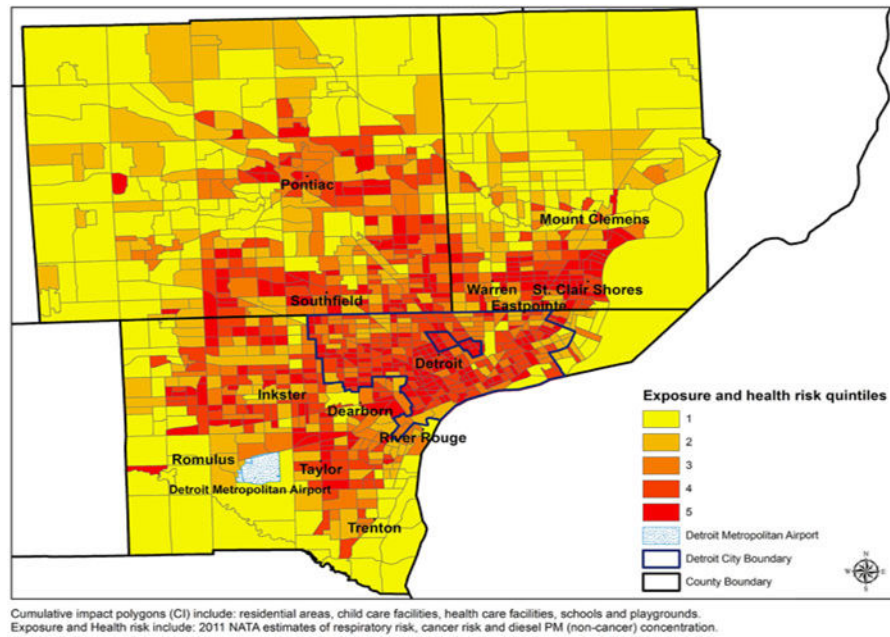 Pontiac
Mount Clemens
Warren
St. Clair Shores
Eastpointe
Southfield
Detroit
Inkster
Dearborn
River Rouge
Romulus
Taylor
Detroit Metropolitan Airport
Trenton
Exposure and health risk quintiles
1
2
3
4
5
Detroit Metropolitan Airport
Detroit City Boundary
County Boundary
N
W
E
S
Cumulative impact polygons (CI) include: residential areas, child care facilities, health care facilities, schools and playgrounds.
Exposure and Health risk include: 2011 NATA estimates of respiratory risk, cancer risk and diesel PM (non-cancer) concentration.